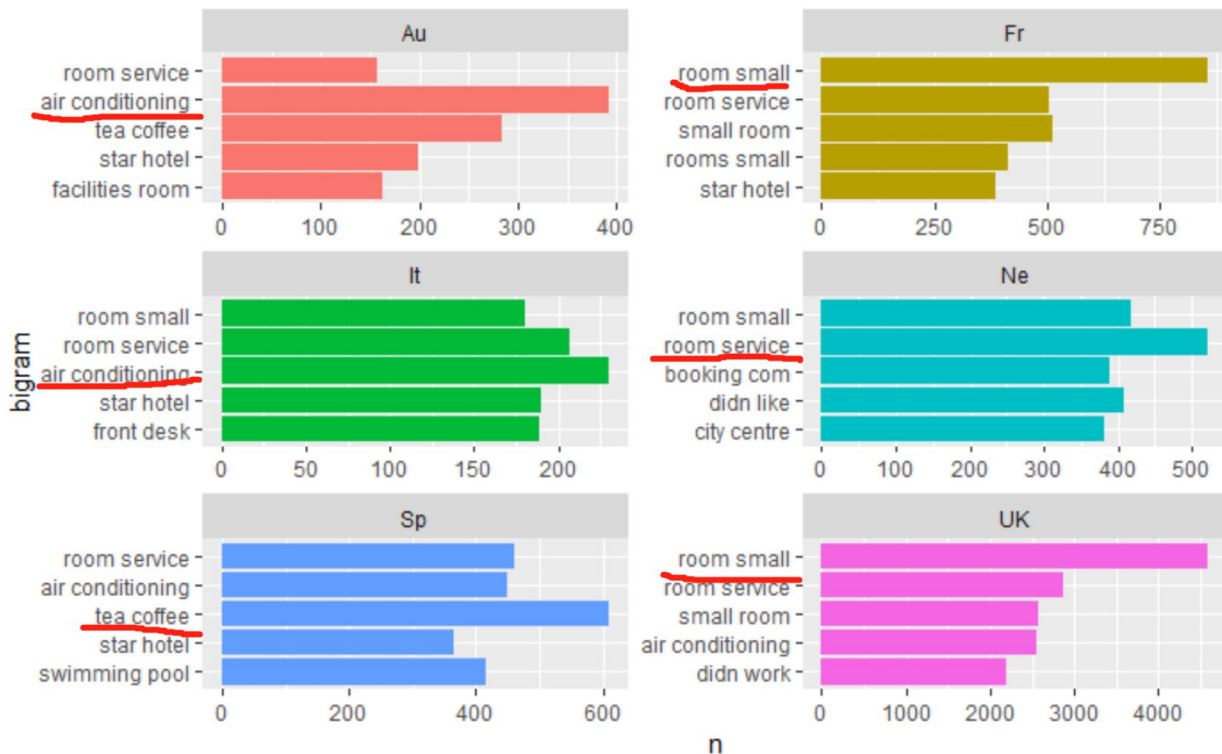 Au
room service
air conditioning
tea coffee
star hotel
facilities room
0 100 200 300 400
Fr
room small
room service
small room
rooms small
star hotel
0 250 500 750
bigram
It
room small
room service
air conditioning
star hotel
front desk
0 50 100 150 200
Ne
room small
room service
booking com
didn like
city centre
0 100 200 300 400 500
Sp
room service
air conditioning
tea coffee
star hotel
swimming pool
0 200 400 600
UK
room small
room service
small room
air conditioning
didn work
0 1000 2000 3000 4000
n